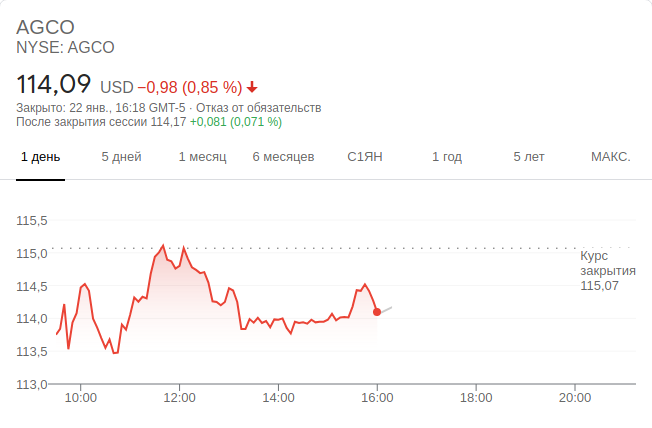 AGCO
NYSE: AGCO
114,09 USD −0,98 (0,85 %)
Закрыто: 22 янв., 16:18 GMT-5 · Отказ от обязательств
После закрытия сессии 114,17 +0,081 (0,071 %)
1 день 5 дней 1 месяц 6 месяцев С1ЯН 1 год 5 лет МАКС.
115,5
115,0
Курс
закрытия
114,5 115,07
114,0
113,5
113,0
10:00 12:00 14:00 16:00 18:00 20:00